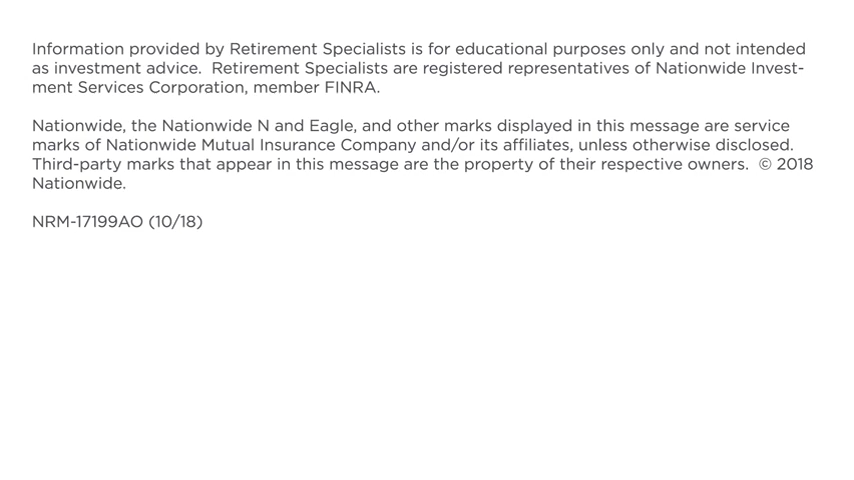 Information provided by Retirement Specialists is for educational purposes only and not intended
as investment advice.  Retirement Specialists are registered representatives of Nationwide Invest-
ment Services Corporation, member FINRA.
Nationwide, the Nationwide N and Eagle, and other marks displayed in this message are service
marks of Nationwide Mutual Insurance Company and/or its affiliates, unless otherwise disclosed.
Third-party marks that appear in this message are the property of their respective owners.  © 2018
Nationwide.
NRM-17199AO (10/18)